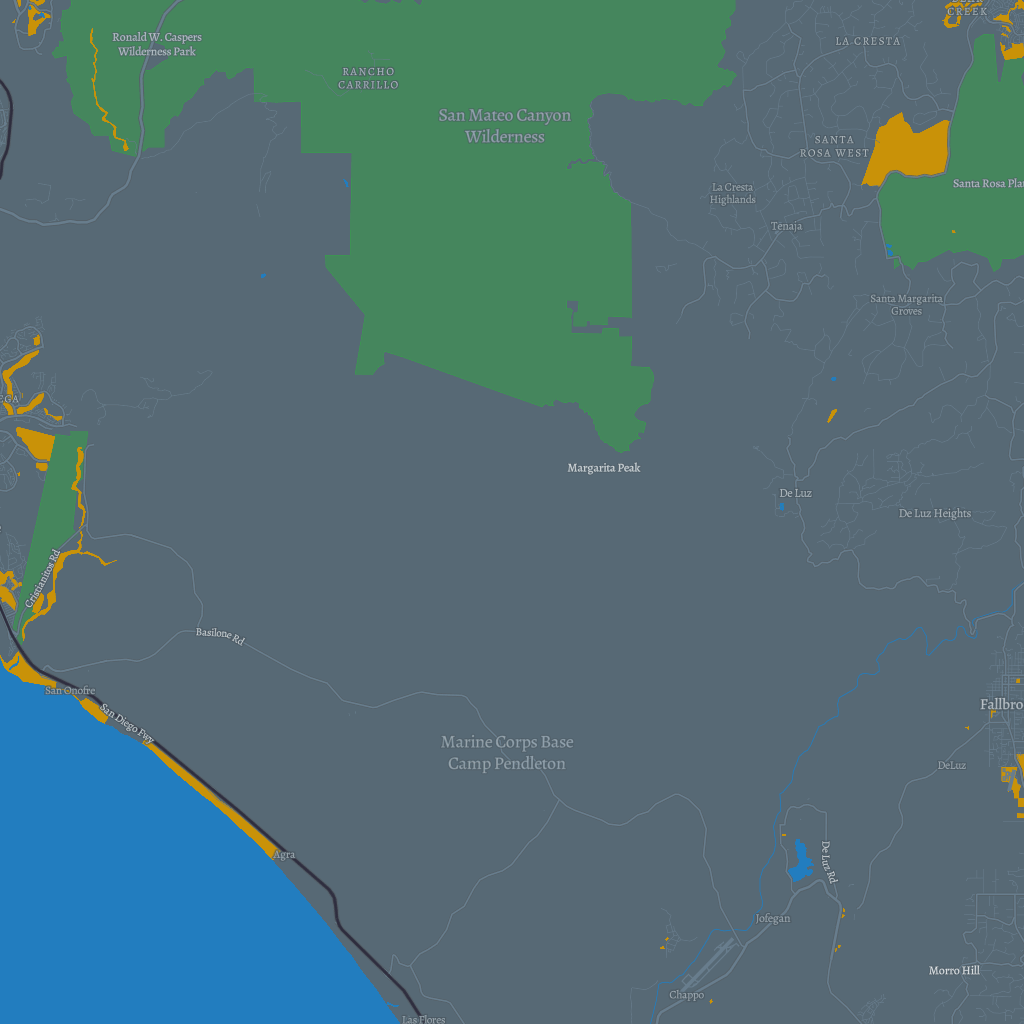 CREEK
Ronald W. Caspers
Wilderness Park
LA CRESTA
RANCHO
CARRILLO
San Mateo Canyon
Wilderness
SANTA
ROSA WEST
Santa Rosa Plat
La Cresta
Highlands
Tenaja
Santa Margarita
Groves
EGA
Margarita Peak
De Luz
De Luz Heights
Cristianitos Rd
Basilone Rd
San Onofre
San Diego Fwy
Fallbro
Marine Corps Base
Camp Pendleton
DeLuz
Agra
De Luz Rd
Jofegan
Morro Hill
Chappo
Las Flores